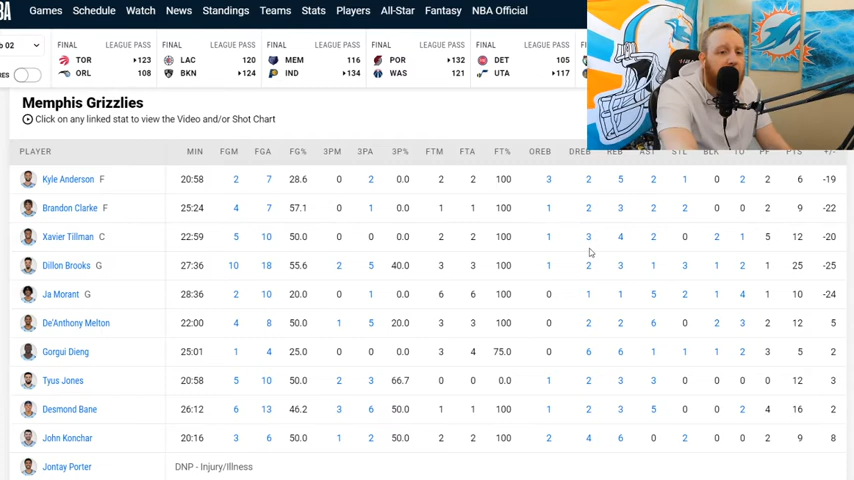 BA Games Schedule Watch News Standings Teams Stats Players All-Star Fantasy NBA Official
b 02
RES
FINAL LEAGUE PASS
TOR 123
ORL 108
FINAL LEAGUE PASS
LAC 120
BKN 124
FINAL LEAGUE PASS
MEM 116
IND 134
FINAL LEAGUE PASS
POR 132
WAS 121
FINAL LEAGUE PASS
DET 105
UTA 117
Memphis Grizzlies
Click on any linked stat to view the Video and/or Shot Chart
PLAYER MIN FGM FGA FG% 3PM 3PA 3P% FTM FTA FT% OREB DREB REB AST STL BLK TO PF PTS +/-
Kyle Anderson F 20:58 2 7 28.6 0 2 0.0 2 2 100 3 2 5 2 1 0 2 2 6 -19
Brandon Clarke F 25:24 4 7 57.1 0 1 0.0 1 1 100 1 2 3 2 2 0 0 2 9 -22
Xavier Tillman C 22:59 5 10 50.0 0 0 0.0 2 2 100 1 3 4 2 0 2 1 5 12 -20
Dillon Brooks G 27:36 10 18 55.6 2 5 40.0 3 3 100 1 2 3 1 3 1 2 1 25 -25
Ja Morant G 28:36 2 10 20.0 0 1 0.0 6 6 100 0 1 1 5 2 1 4 1 10 -24
De'Anthony Melton 22:00 4 8 50.0 1 5 20.0 3 3 100 0 2 2 6 0 2 3 2 12 5
Gorgui Dieng 25:01 1 4 25.0 0 0 0.0 3 4 75.0 0 6 6 1 1 1 2 3 5 2
Tyus Jones 20:58 5 10 50.0 2 3 66.7 0 0 0.0 1 2 3 3 0 0 0 0 12 3
Desmond Bane 26:12 6 13 46.2 3 6 50.0 1 1 100 1 2 3 5 0 0 2 4 16 2
John Konchar 20:16 3 6 50.0 1 2 50.0 2 2 100 2 4 6 0 2 0 0 2 9 8
Jontay Porter DNP - Injury/Illness